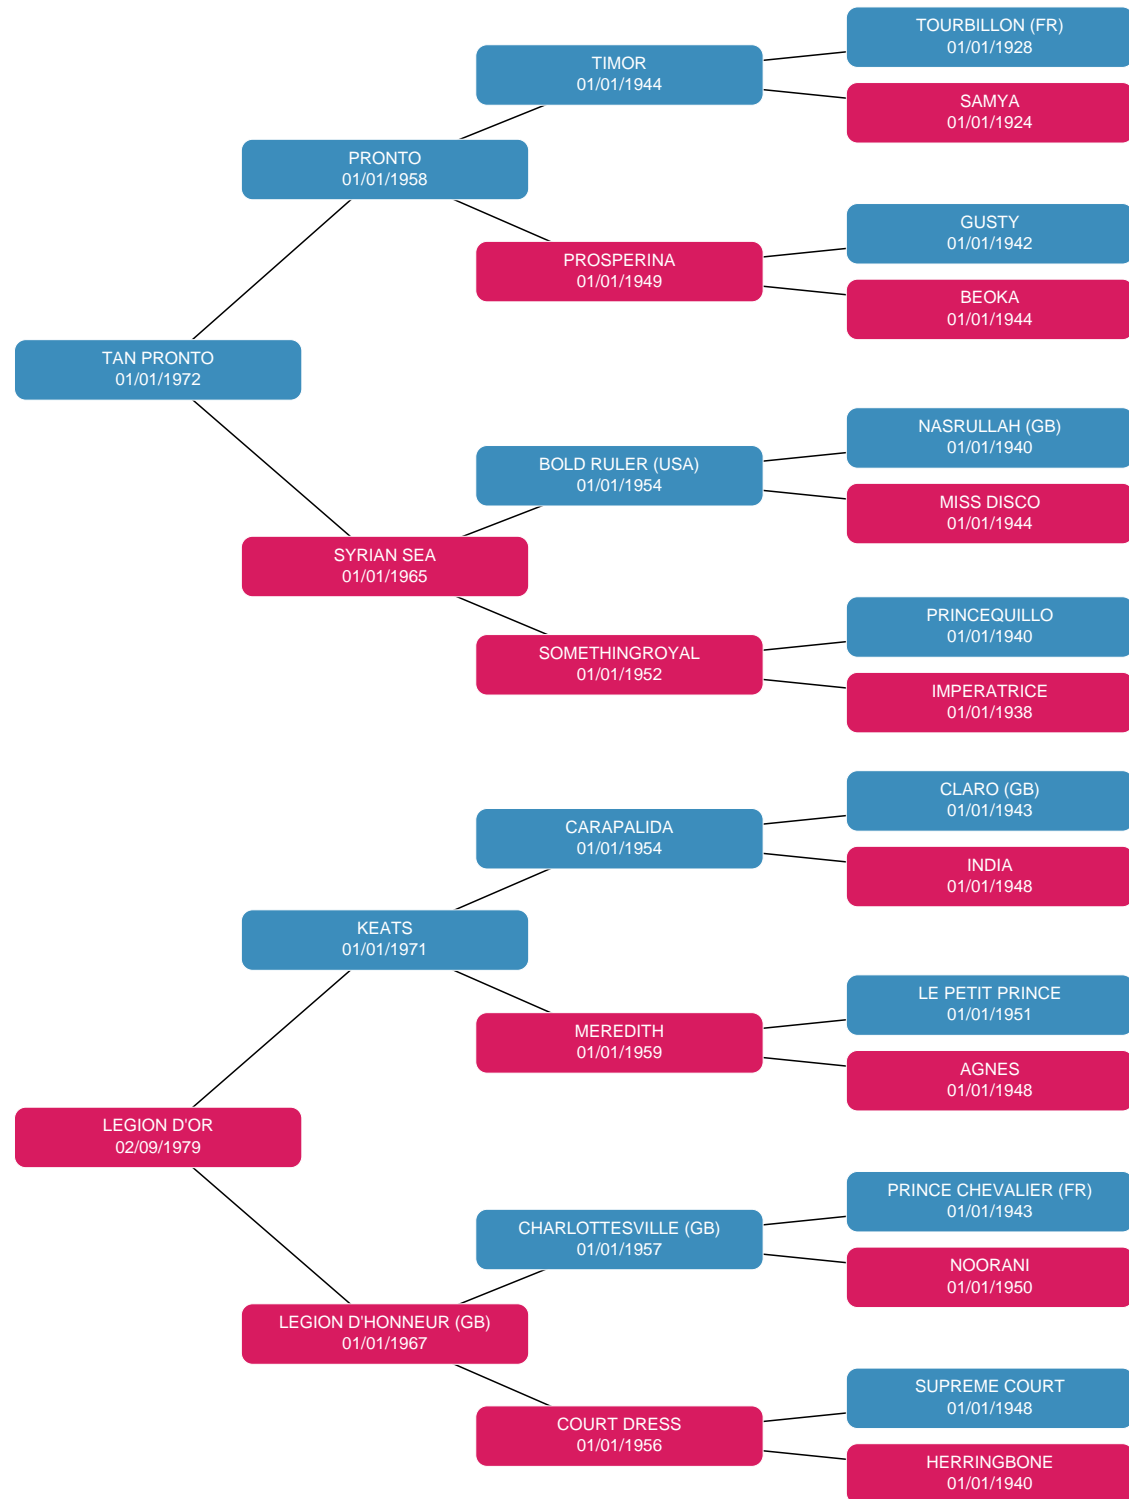 TOURBILLON (FR)
01/01/1928
TIMOR
01/01/1944
SAMYA
01/01/1924
PRONTO
01/01/1958
GUSTY
01/01/1942
PROSPERINA
01/01/1949
BEOKA
01/01/1944
TAN PRONTO
01/01/1972
NASRULLAH (GB)
01/01/1940
BOLD RULER (USA)
01/01/1954
MISS DISCO
01/01/1944
SYRIAN SEA
01/01/1965
PRINCEQUILLO
01/01/1940
SOMETHINGROYAL
01/01/1952
IMPERATRICE
01/01/1938
CLARO (GB)
01/01/1943
CARAPALIDA
01/01/1954
INDIA
01/01/1948
KEATS
01/01/1971
LE PETIT PRINCE
01/01/1951
MEREDITH
01/01/1959
AGNES
01/01/1948
LEGION D'OR
02/09/1979
PRINCE CHEVALIER (FR)
01/01/1943
CHARLOTTESVILLE (GB)
01/01/1957
NOORANI
01/01/1950
LEGION D'HONNEUR (GB)
01/01/1967
SUPREME COURT
01/01/1948
COURT DRESS
01/01/1956
HERRINGBONE
01/01/1940